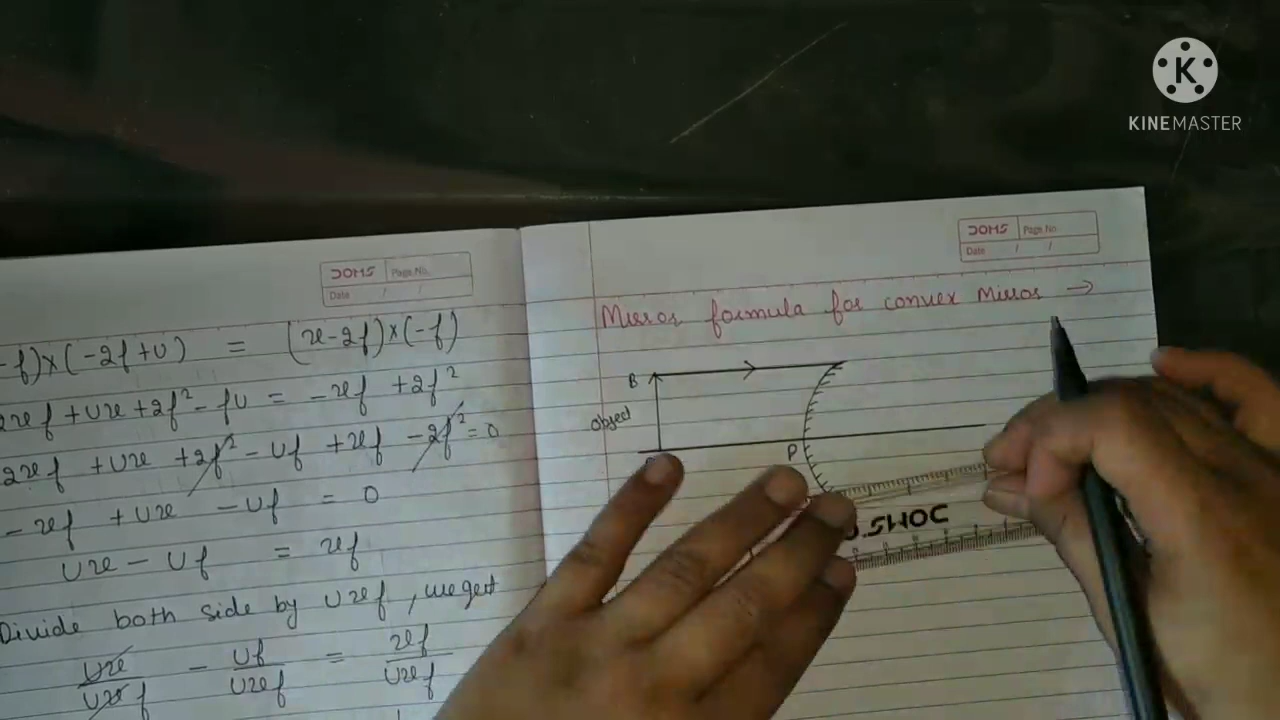 KINEMASTER
DOMS Page No.
Date / /
-f)×(-2f+u) = (v-2f)×(-f)
2vf + uv + 2f² - fu = -vf + 2f²
2vf + uv + 2f² - uf + vf - 2f² = 0
- vf + uv - uf = 0
uv - uf = vf
Divide both side by uvf, we get
uv/uvf - uf/uvf = vf/uvf
DOMS Page No.
Date / /
Mirror formula for convex Mirror →
B
object
P
DOMS